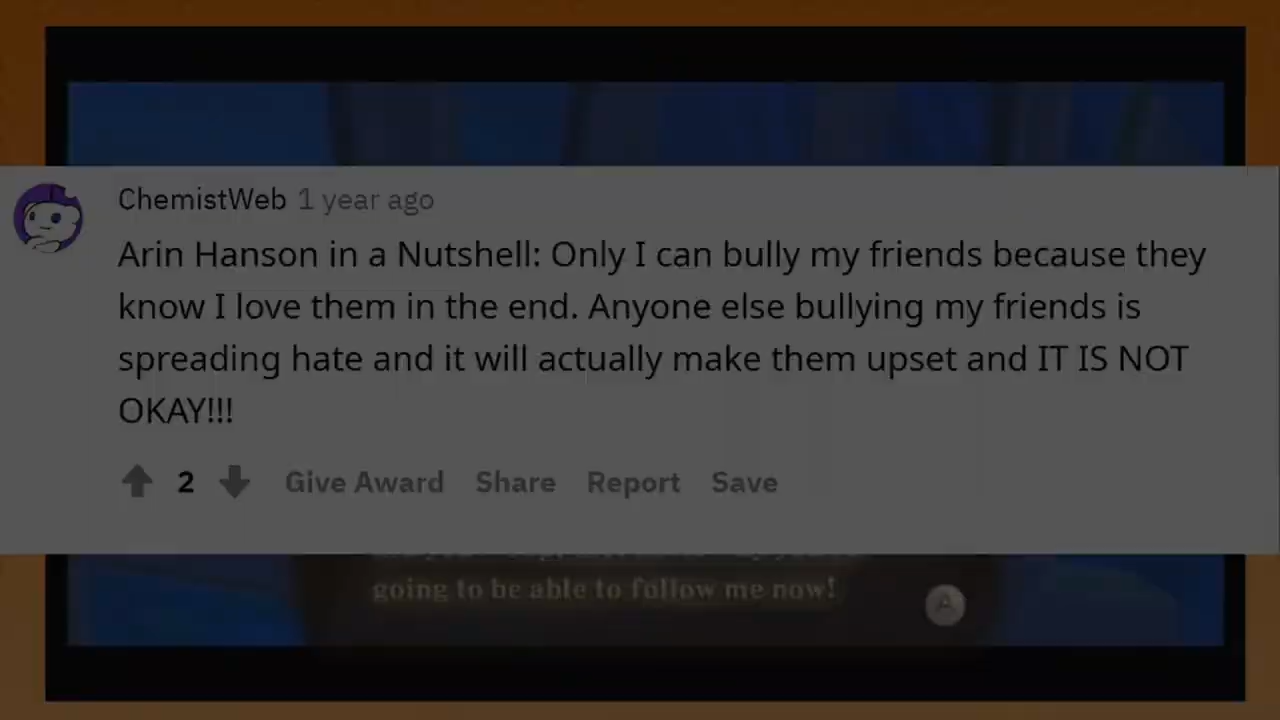 ChemistWeb 1 year ago
Arin Hanson in a Nutshell: Only I can bully my friends because they
know I love them in the end. Anyone else bullying my friends is
spreading hate and it will actually make them upset and IT IS NOT
OKAY!!!
2 Give Award Share Report Save
going to be able to follow me now!
A